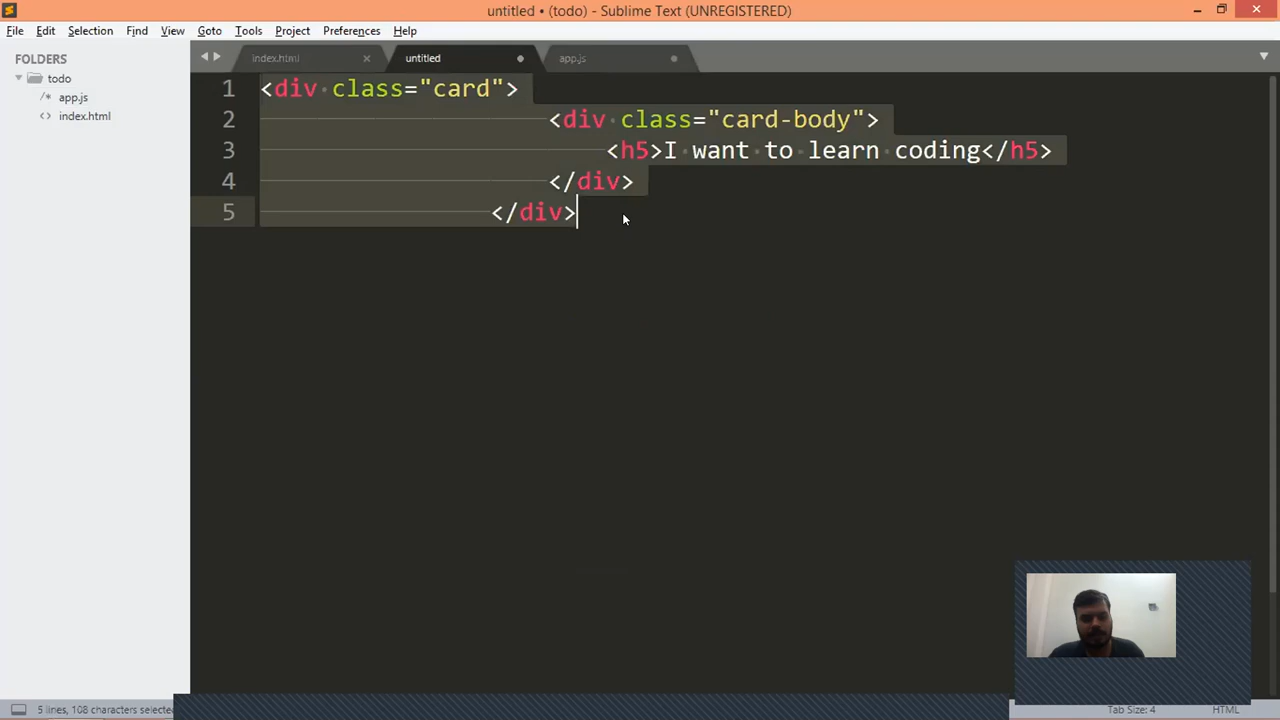 untitled • (todo) - Sublime Text (UNREGISTERED)
File Edit Selection Find View Goto Tools Project Preferences Help
FOLDERS
todo
/* app.js
<> index.html
index.html untitled app.js
1 <div class="card">
2 <div class="card-body">
3 <h5>I want to learn coding</h5>
4 </div>
5 </div>
5 lines, 108 characters selected
Tab Size: 4 HTML